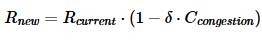 R_new = R_current · (1 − δ · C_congestion)